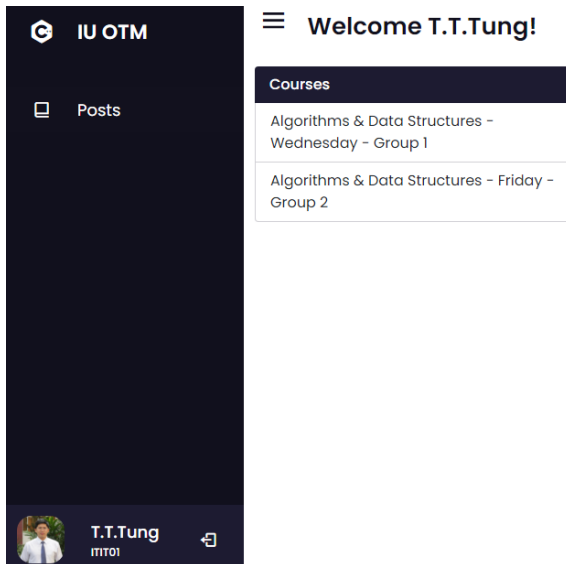 IU OTM
Posts
T.T.Tung
ITIT01
Welcome T.T.Tung!
Courses
Algorithms & Data Structures -
Wednesday - Group 1
Algorithms & Data Structures - Friday -
Group 2